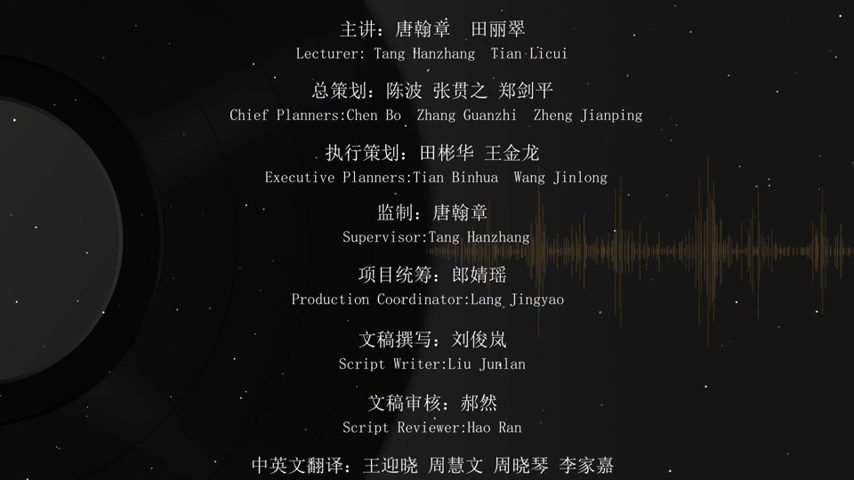 主讲：唐翰章 田丽翠
Lecturer: Tang Hanzhang Tian Licui
总策划：陈波 张贯之 郑剑平
Chief Planners:Chen Bo Zhang Guanzhi Zheng Jianping
执行策划：田彬华 王金龙
Executive Planners:Tian Binhua Wang Jinlong
监制：唐翰章
Supervisor:Tang Hanzhang
项目统筹：郎婧瑶
Production Coordinator:Lang Jingyao
文稿撰写：刘俊岚
Script Writer:Liu Junlan
文稿审核：郝然
Script Reviewer:Hao Ran
中英文翻译：王迎晓 周慧文 周晓琴 李家嘉